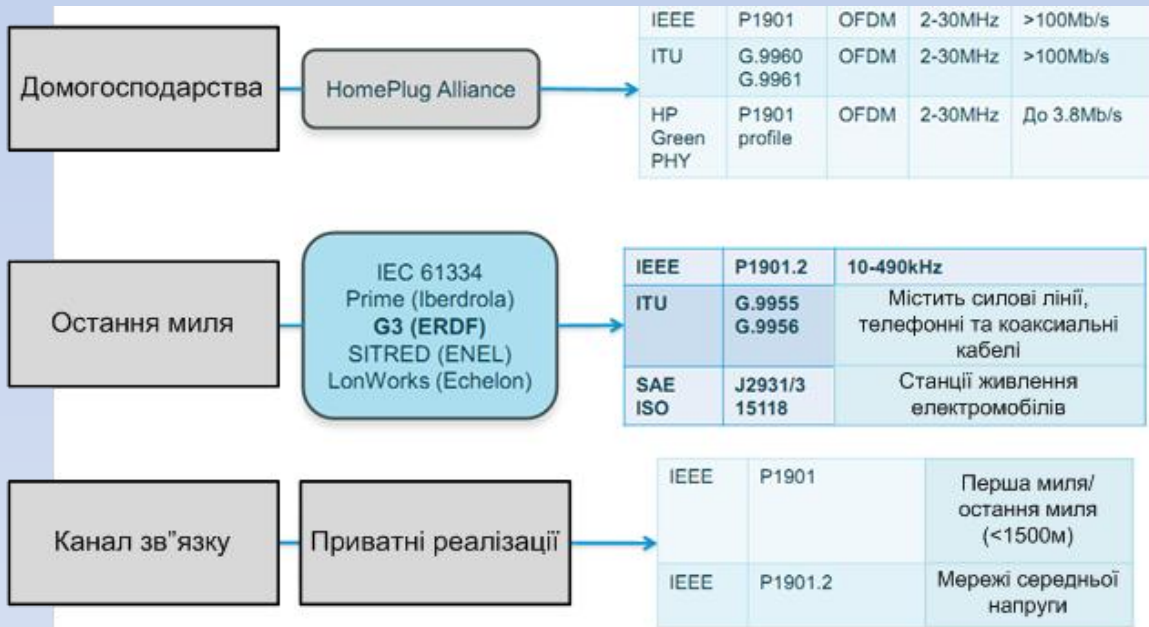 IEEE P1901 OFDM 2-30MHz >100Mb/s
ITU G.9960 OFDM 2-30MHz >100Mb/s
G.9961
Домогосподарства
HomePlug Alliance
HP P1901 OFDM 2-30MHz До 3.8Mb/s
Green profile
PHY
Остання миля
IEC 61334
Prime (Iberdrola)
G3 (ERDF)
SITRED (ENEL)
LonWorks (Echelon)
IEEE P1901.2 10-490kHz
ITU G.9955 Містить силові лінії,
G.9956 телефонні та коаксиальні
кабелі
SAE J2931/3 Станції живлення
ISO 15118 електромобілів
Канал зв"язку
Приватні реалізації
IEEE P1901 Перша миля/
остання миля
(<1500м)
IEEE P1901.2 Мережі середньої
напруги